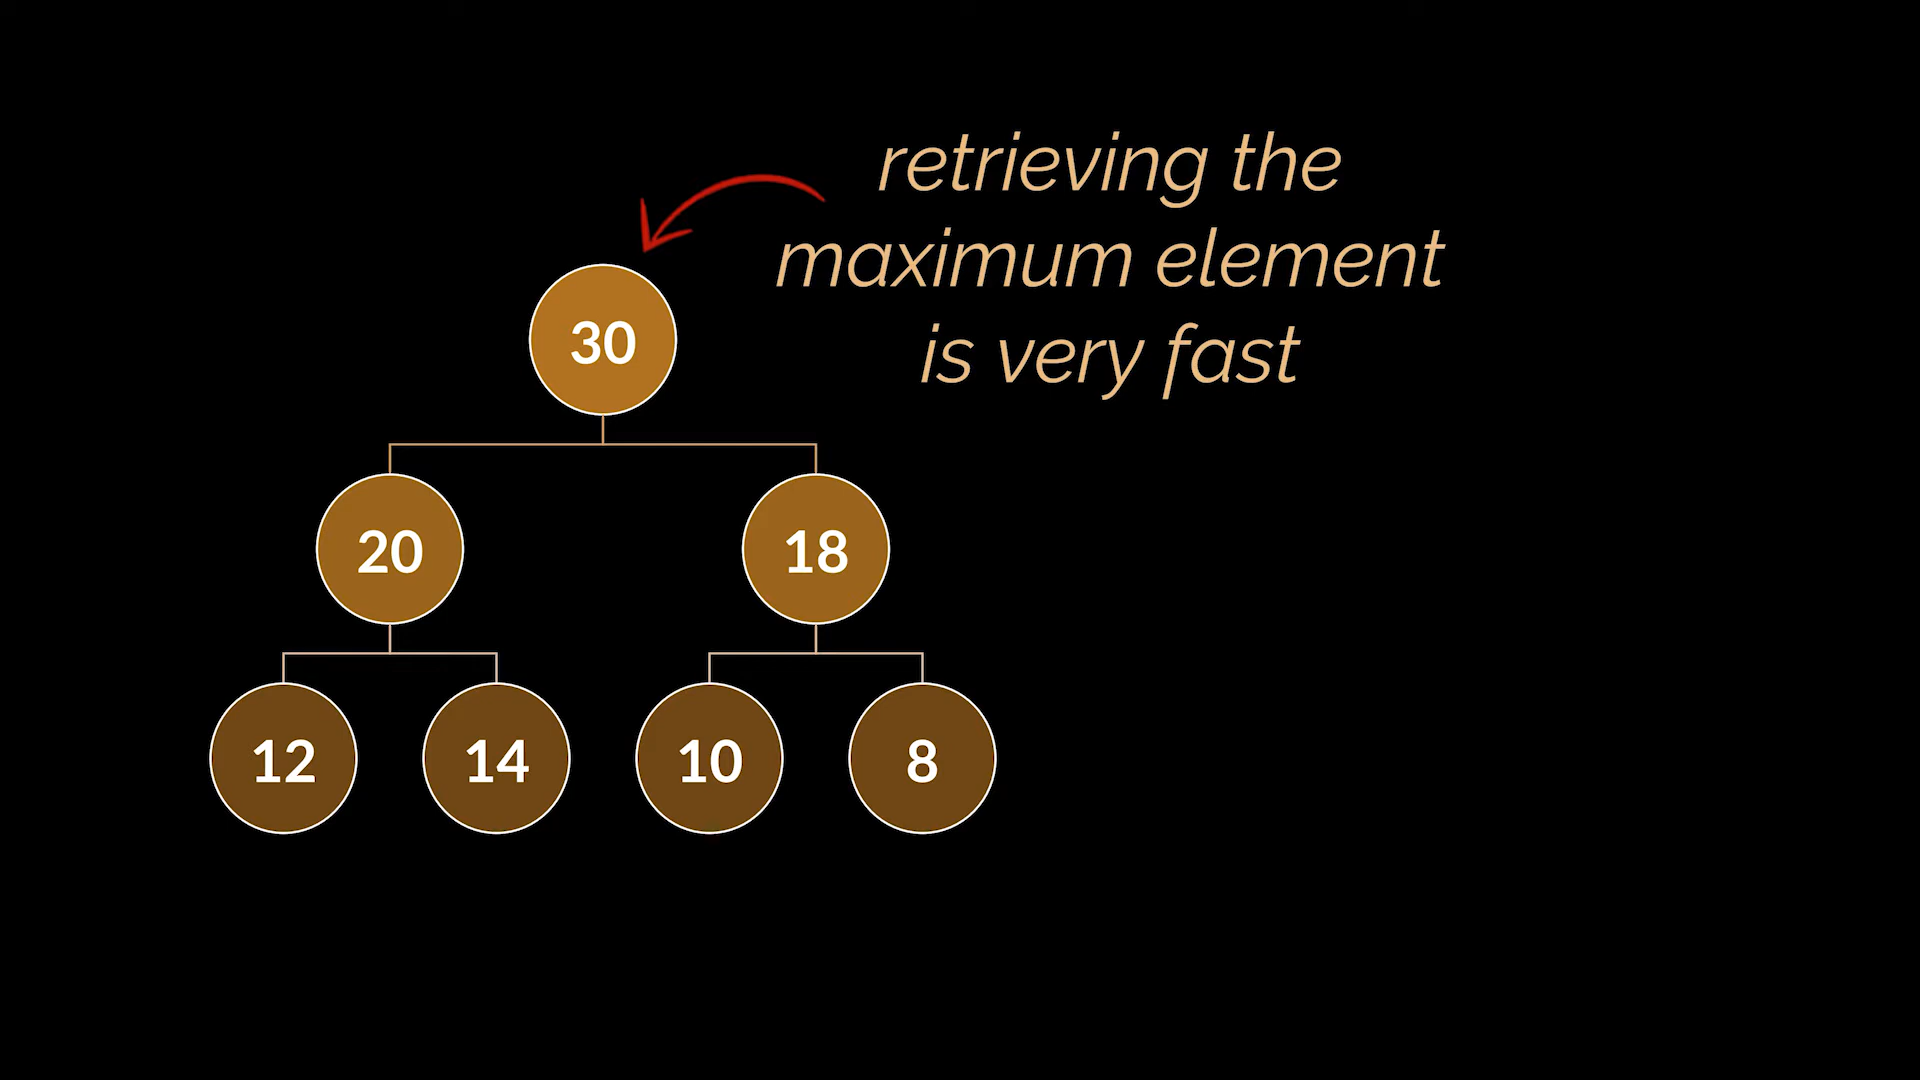 retrieving the
maximum element
is very fast
30
20
18
12
14
10
8